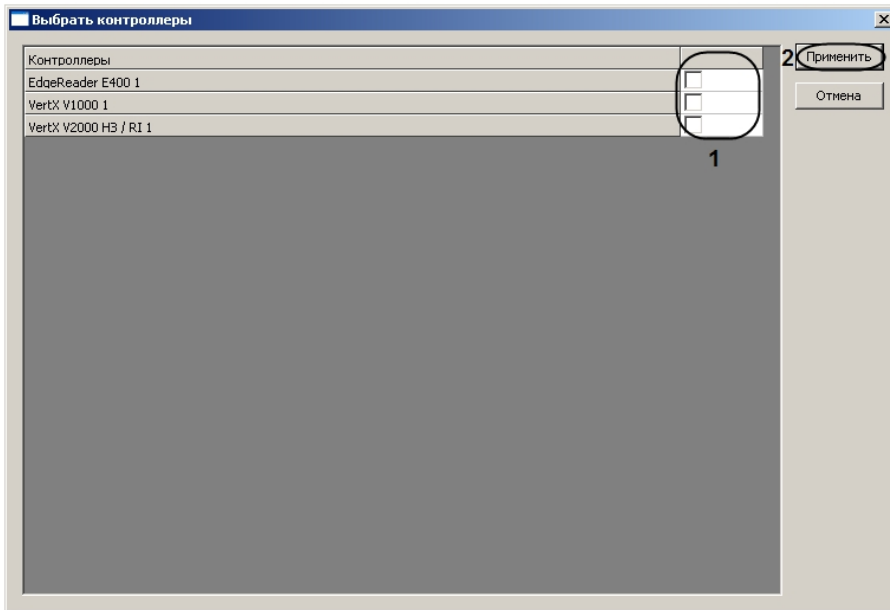 Выбрать контроллеры
Контроллеры
2 Применить
EdgeReader E400 1
Отмена
VertX V1000 1
VertX V2000 H3 / RI 1
1